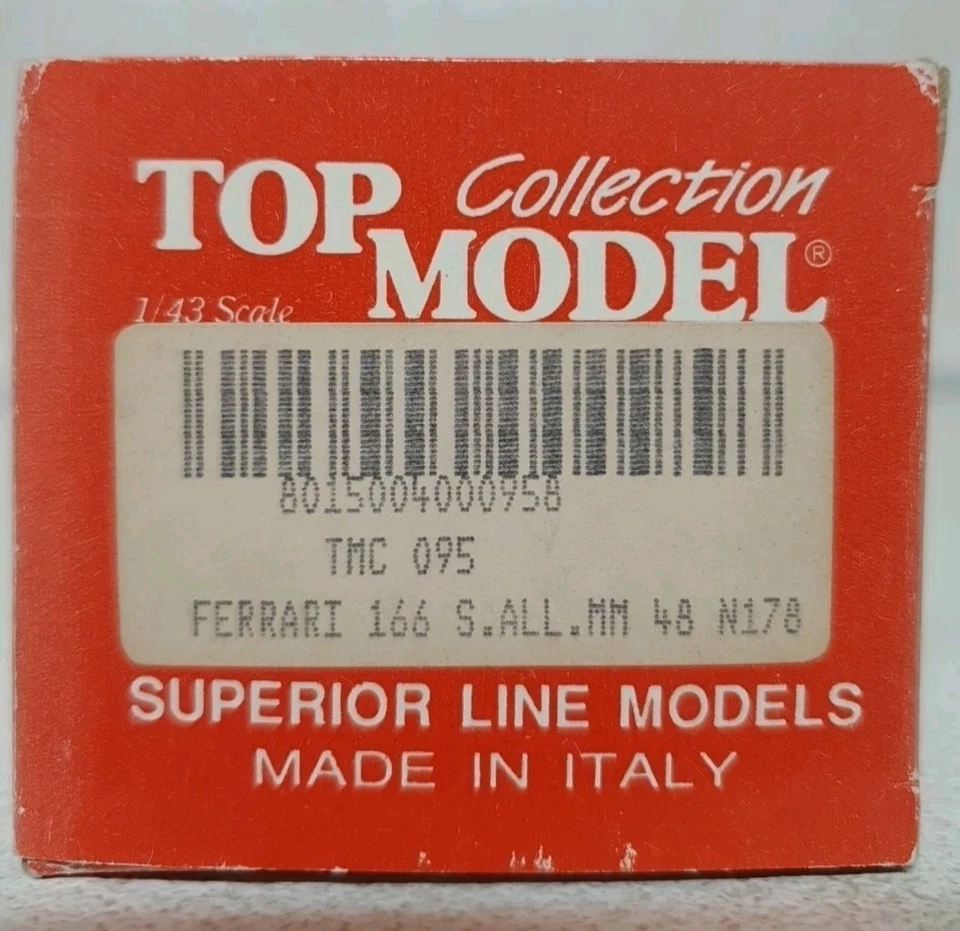 TOP Collection
MODEL®
1/43 Scale
8015004000958
TMC 095
FERRARI 166 S.ALL.MM 48 N178
SUPERIOR LINE MODELS
MADE IN ITALY